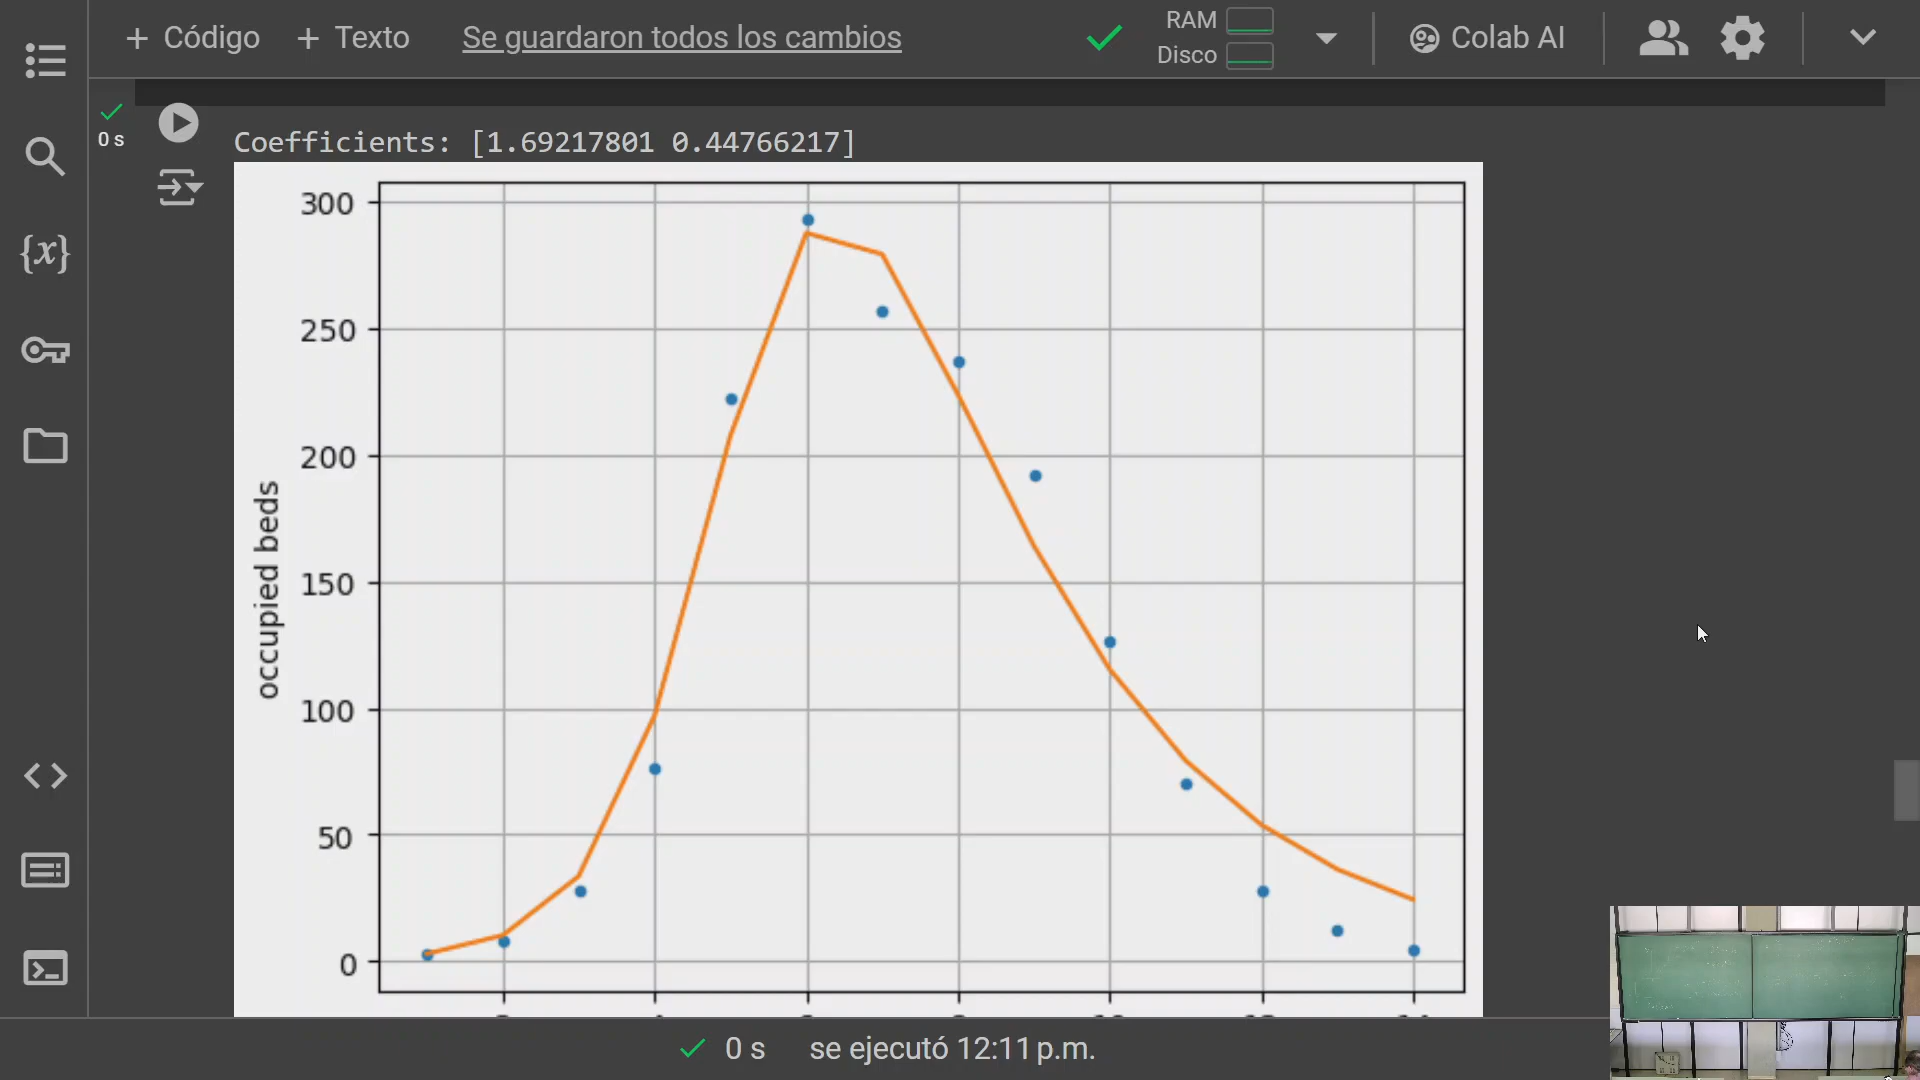 Código
Texto
Se guardaron todos los cambios
RAM
Disco
Colab AI
0 s
Coefficients: [1.69217801 0.44766217]
{x}
300
250
200
150
100
50
0
occupied beds
0 s se ejecutó 12:11 p.m.